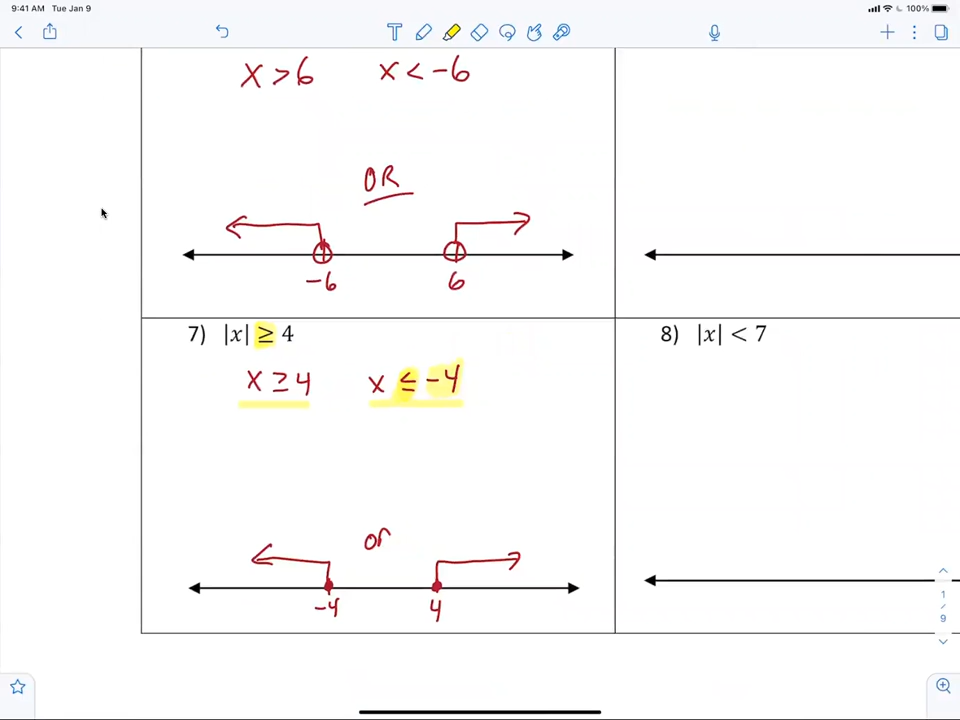 9:41 AM Tue Jan 9
100%
T
x > 6 x < -6
OR
-6 6
7) |x| ≥ 4
x ≥ 4 x ≤ -4
or
-4 4
8) |x| < 7
1
/
9